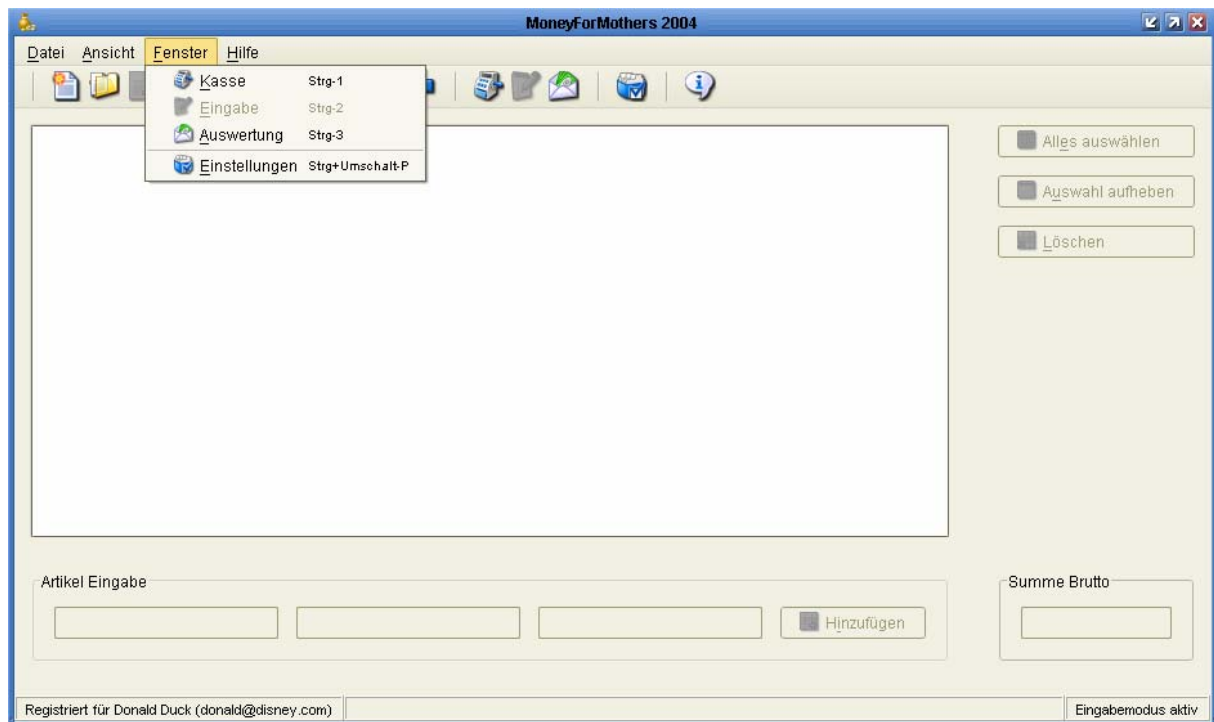 MoneyForMothers 2004
Datei Ansicht Fenster Hilfe
Kasse Strg-1
Eingabe Strg-2
Auswertung Strg-3
Einstellungen Strg+Umschalt-P
Alles auswählen
Auswahl aufheben
Löschen
Artikel Eingabe
Summe Brutto
Hinzufügen
Registriert für Donald Duck (donald@disney.com)
Eingabemodus aktiv